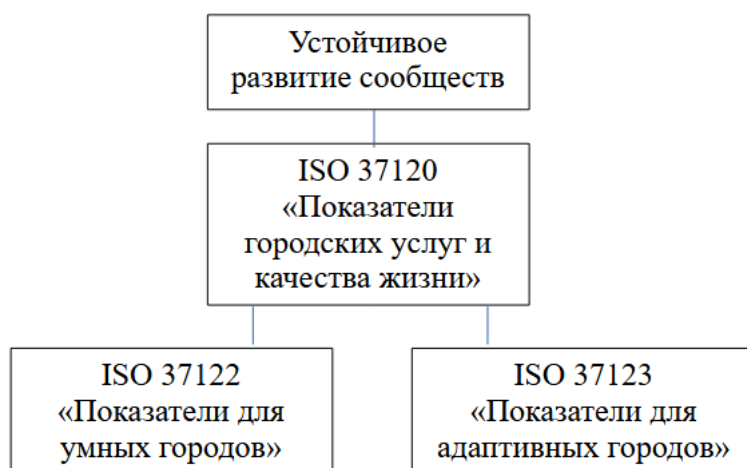 Устойчивое
развитие сообществ
ISO 37120
«Показатели
городских услуг и
качества жизни»
ISO 37122
«Показатели для
умных городов»
ISO 37123
«Показатели для
адаптивных городов»